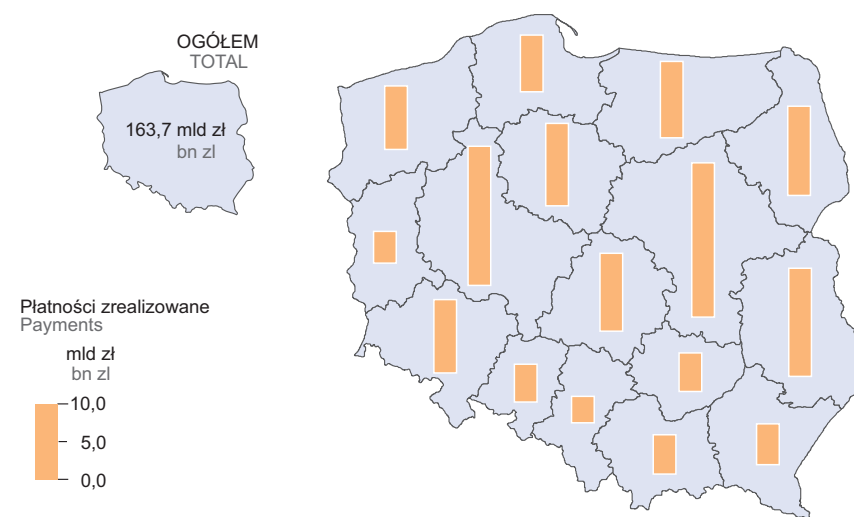 OGÓŁEM
TOTAL
163,7 mld zł
bn zl
Płatności zrealizowane
Payments
mld zł
bn zl
10,0
5,0
0,0